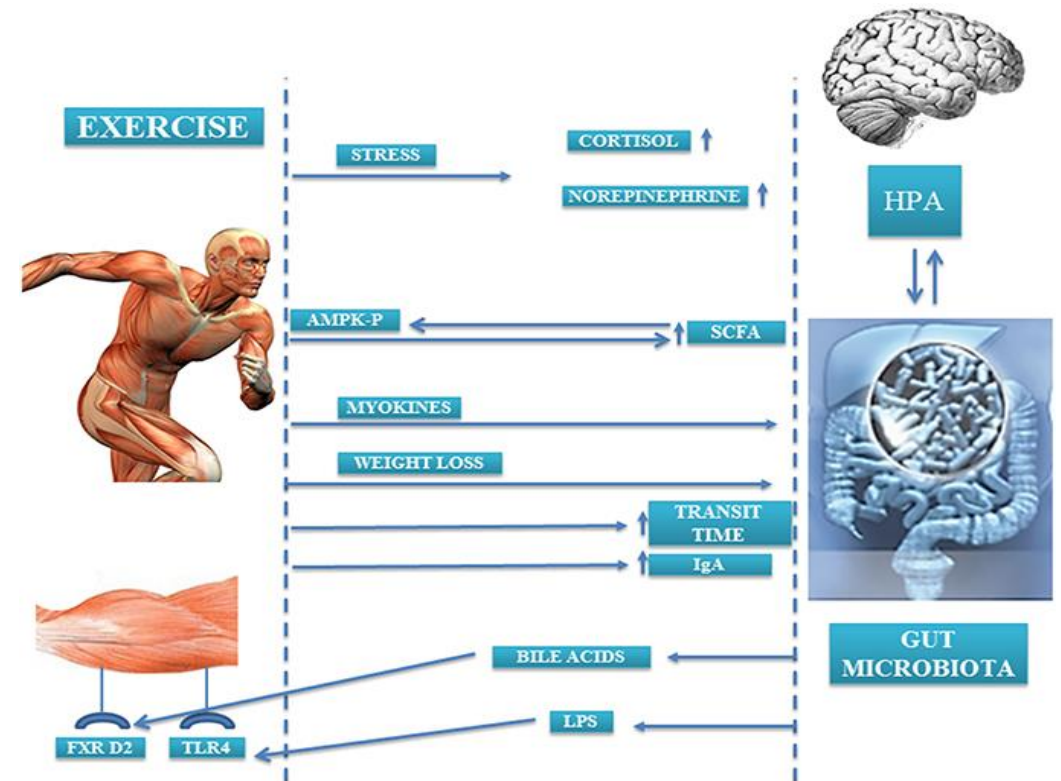 EXERCISE
STRESS
CORTISOL
NOREPINEPHRINE
HPA
AMPK-P
SCFA
MYOKINES
WEIGHT LOSS
TRANSIT
TIME
IgA
GUT
MICROBIOTA
BILE ACIDS
LPS
FXR D2
TLR4